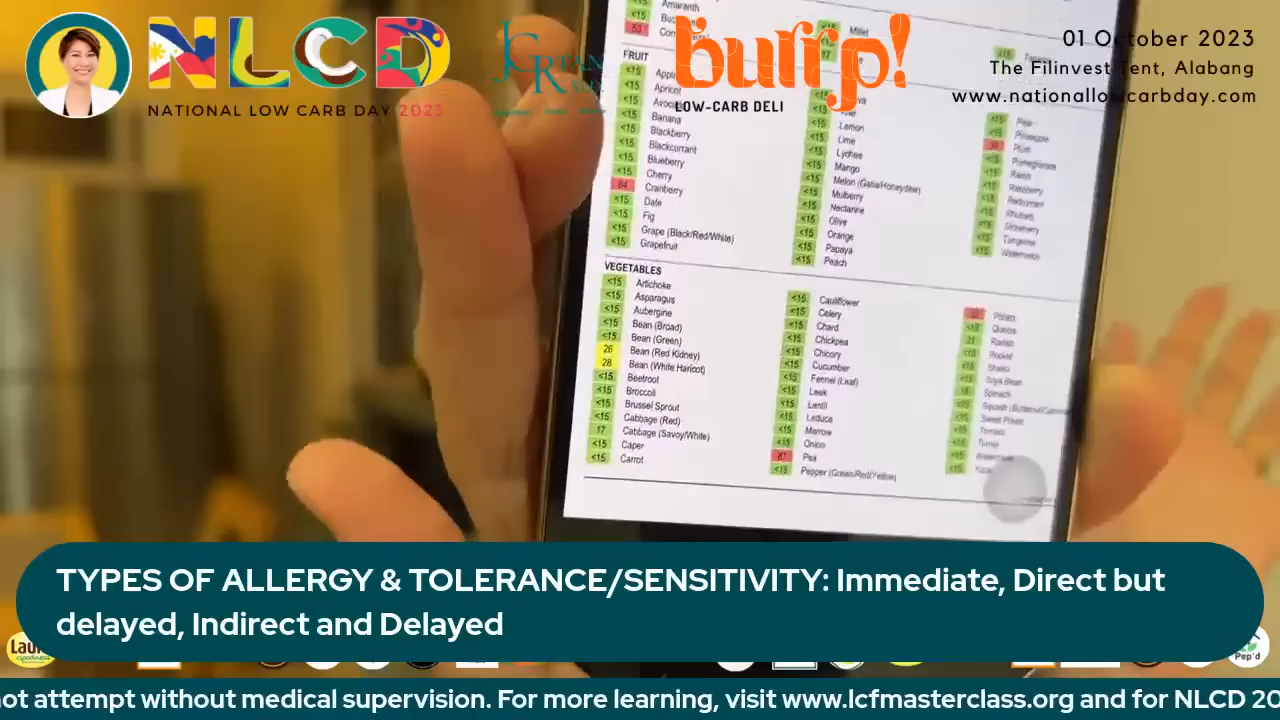 NLCD
NATIONAL LOW CARB DAY 2023
burrp!
LOW-CARB DELI
01 October 2023
The Filinvest Tent, Alabang
www.nationallowcarbday.com
Amaranth
<15 Millet
53
FRUIT
<15
<15 Apricot
<15
<15 Banana
<15 Blackberry
<15 Blackcurrant
<15 Blueberry
<15 Cherry
84 Cranberry
<15 Date
<15 Fig
<15 Grape (Black/Red/White)
<15 Grapefruit
<15 Lemon
<15 Lime
<15 Lychee
<15 Mango
<15 Melon (Galia/Honeydew)
<15 Mulberry
<15 Nectarine
<15 Olive
<15 Orange
<15 Papaya
<15 Peach
<15 Pear
<15 Pineapple
Plum
<15 Pomegranate
<15 Raisin
<15 Raspberry
<15 Redcurrant
<15 Rhubarb
<15 Strawberry
<15 Tangerine
<15 Watermelon
VEGETABLES
<15 Artichoke
<15 Asparagus
<15 Aubergine
<15 Bean (Broad)
<15 Bean (Green)
26 Bean (Red Kidney)
28 Bean (White Haricot)
<15 Beetroot
<15 Broccoli
<15 Brussel Sprout
<15 Cabbage (Red)
17 Cabbage (Savoy/White)
<15 Caper
<15 Carrot
<15 Cauliflower
<15 Celery
<15 Chard
<15 Chickpea
<15 Chicory
<15 Cucumber
<15 Fennel (Leaf)
<15 Leek
<15 Lentil
<15 Lettuce
<15 Marrow
<15 Onion
87 Pea
<15 Pepper (Green/Red/Yellow)
Potato
Quinoa
Radish
Rocket
Shallot
Soya Bean
Spinach
Sweet Potato
Tomato
Turnip
TYPES OF ALLERGY & TOLERANCE/SENSITIVITY: Immediate, Direct but
delayed, Indirect and Delayed
Pep'd
not attempt without medical supervision. For more learning, visit www.lcfmasterclass.org and for NLCD 20